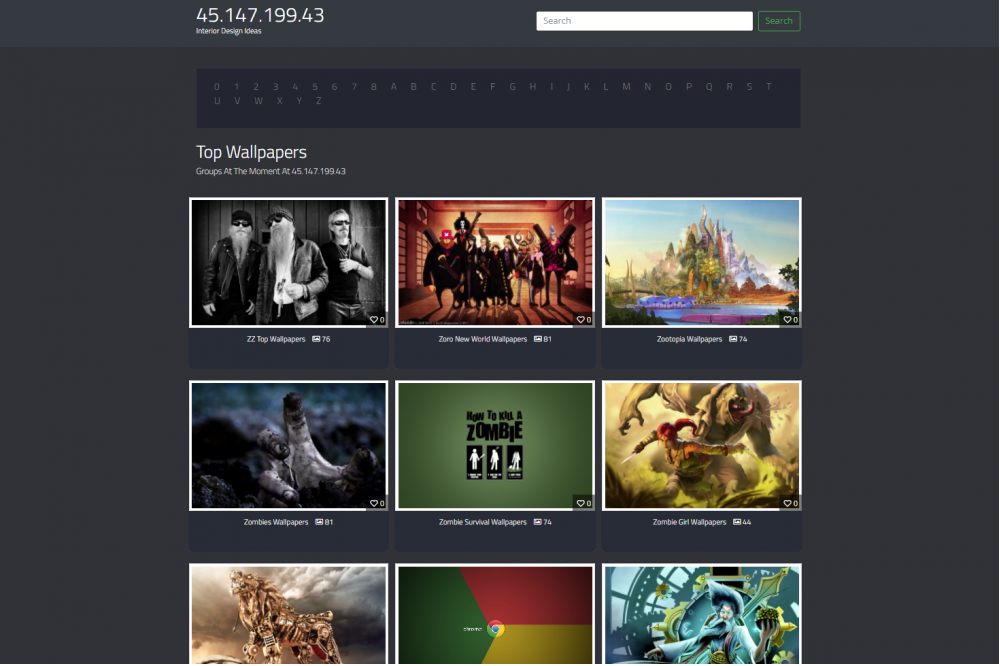 45.147.199.43
Interior Design Ideas
Search
Search
0 1 2 3 4 5 6 7 8 A B C D E F G H I J K L M N O P Q R S T
U V W X Y Z
Top Wallpapers
Groups At The Moment At 45.147.199.43
0
0
0
ZZ Top Wallpapers 76
Zoro New World Wallpapers 81
Zootopia Wallpapers 74
HOW TO KILL A
ZOMBIE
0
0
0
Zombies Wallpapers 81
Zombie Survival Wallpapers 74
Zombie Girl Wallpapers 44
chrome